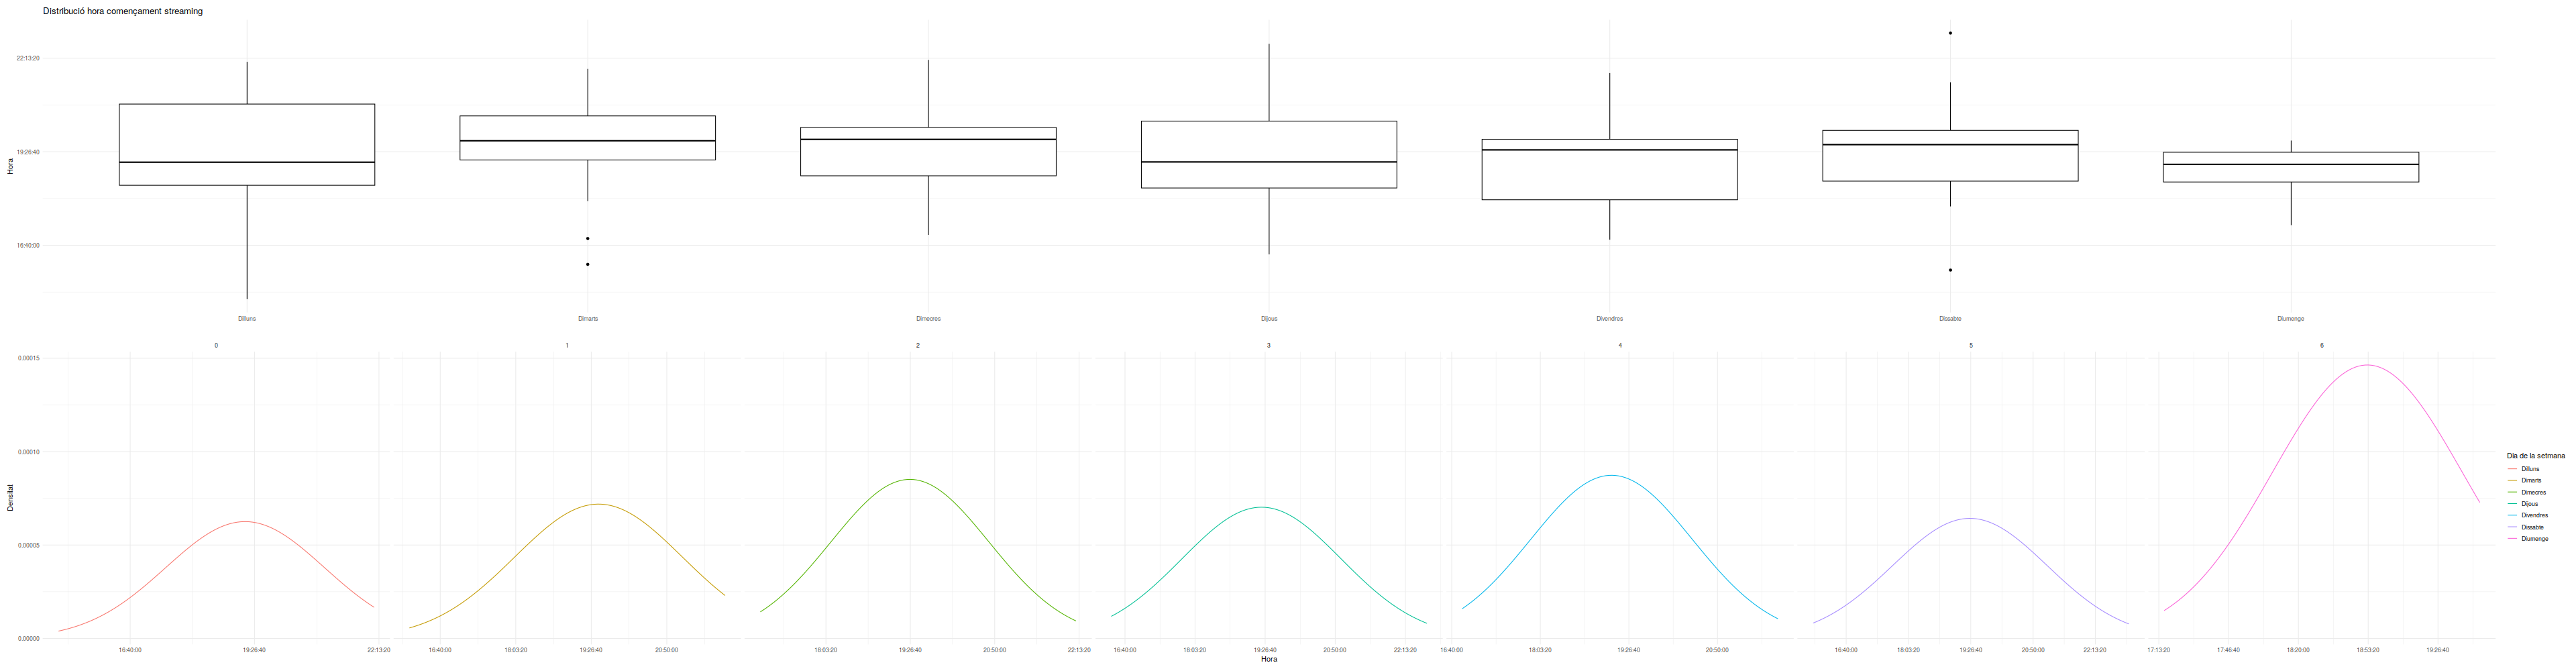 Distribució hora començament streaming
Hora
22:13:20
19:26:40
16:40:00
Dilluns Dimarts Dimecres Dijous Divendres Dissabte Diumenge
0 1 2 3 4 5 6
Densitat
0.00015
0.00010
0.00005
0.00000
16:40:00 19:26:40 22:13:20 16:40:00 18:03:20 19:26:40 20:50:00 18:03:20 19:26:40 20:50:00 22:13:20 16:40:00 18:03:20 19:26:40 20:50:00 22:13:20 16:40:00 18:03:20 19:26:40 20:50:00 16:40:00 18:03:20 19:26:40 20:50:00 22:13:20 17:13:20 17:46:40 18:20:00 18:53:20 19:26:40
Hora
Dia de la setmana
Dilluns
Dimarts
Dimecres
Dijous
Divendres
Dissabte
Diumenge